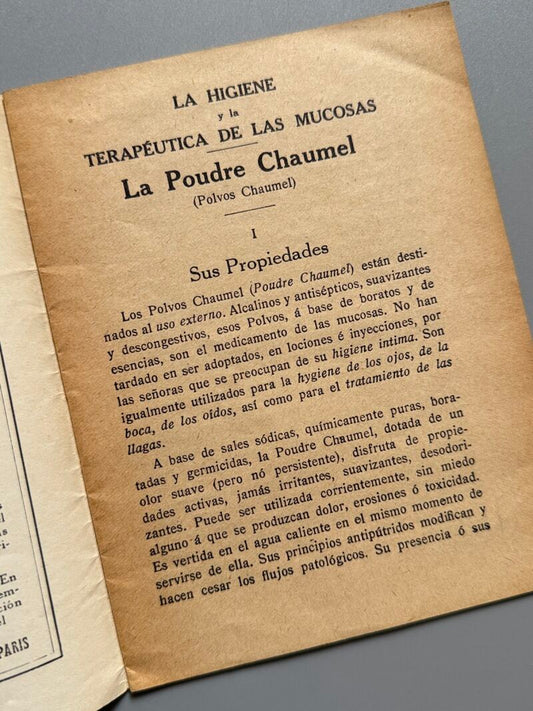 LA HIGIENE
y la
TERAPÉUTICA DE LAS MUCOSAS
La Poudre Chaumel
(Polvos Chaumel)
I
Sus Propiedades
Los Polvos Chaumel (Poudre Chaumel) están desti-
nados al uso externo. Alcalinos y antisépticos, suavizantes
y descongestivos, esos Polvos, á base de boratos y de
esencias, son el medicamento de las mucosas. No han
tardado en ser adoptados, en lociones é inyecciones, por
las señoras que se preocupan de su higiene intima. Son
igualmente utilizados para la hygiene de los ojos, de la
boca, de los oídos, así como para el tratamiento de las
llagas.
A base de sales sódicas, químicamente puras, bora-
tadas y germicidas, la Poudre Chaumel, dotada de un
olor suave (pero nó persistente), disfruta de propie-
dades activas, jamás irritantes, suavizantes, desodori-
zantes. Puede ser utilizada corrientemente, sin miedo
alguno á que se produzcan dolor, erosiones ó toxicidad.
Es vertida en el agua caliente en el mismo momento de
servirse de ella. Sus principios antipútridos modifican y
hacen cesar los flujos patológicos. Su presencia ó sus
s
l
as
ri-
En
em-
ción
el
PARIS